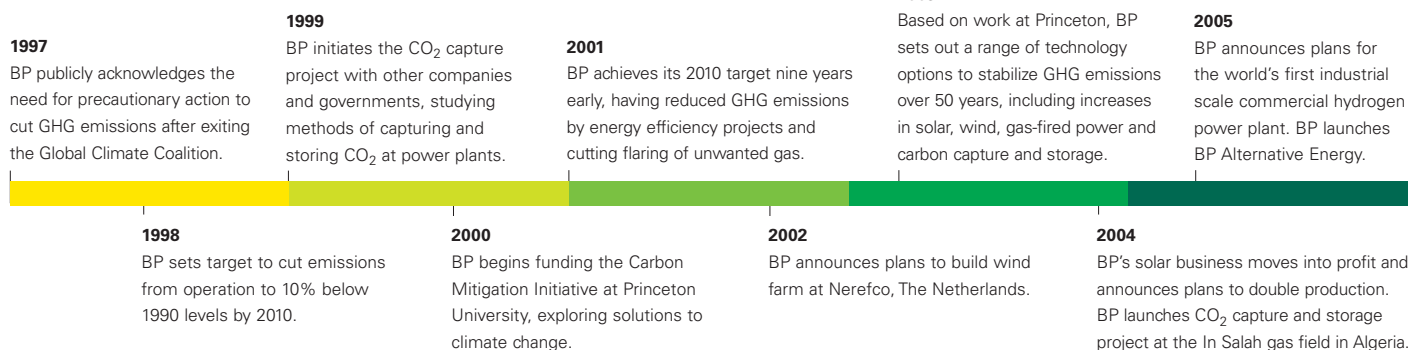 1997
BP publicly acknowledges the
need for precautionary action to
cut GHG emissions after exiting
the Global Climate Coalition.
1998
BP sets target to cut emissions
from operation to 10% below
1990 levels by 2010.
1999
BP initiates the CO₂ capture
project with other companies
and governments, studying
methods of capturing and
storing CO₂ at power plants.
2000
BP begins funding the Carbon
Mitigation Initiative at Princeton
University, exploring solutions to
climate change.
2001
BP achieves its 2010 target nine years
early, having reduced GHG emissions
by energy efficiency projects and
cutting flaring of unwanted gas.
2002
BP announces plans to build wind
farm at Nerefco, The Netherlands.
Based on work at Princeton, BP
sets out a range of technology
options to stabilize GHG emissions
over 50 years, including increases
in solar, wind, gas-fired power and
carbon capture and storage.
2004
BP's solar business moves into profit and
announces plans to double production.
BP launches CO₂ capture and storage
project at the In Salah gas field in Algeria.
2005
BP announces plans for
the world's first industrial
scale commercial hydrogen
power plant. BP launches
BP Alternative Energy.